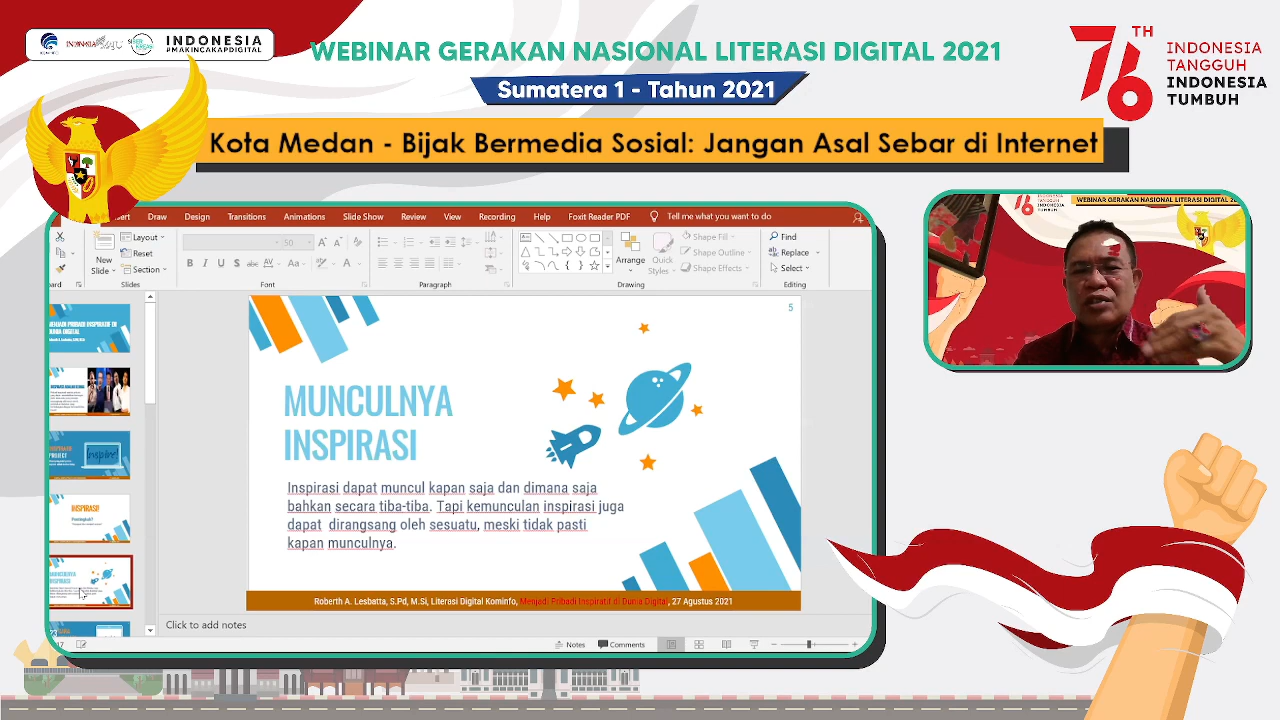 INDONESIA
#MAKINCAKAPDIGITAL
WEBINAR GERAKAN NASIONAL LITERASI DIGITAL 2021
Sumatera 1 - Tahun 2021
76 TH
INDONESIA
TANGGUH
INDONESIA
TUMBUH
Kota Medan - Bijak Bermedia Sosial: Jangan Asal Sebar di Internet
Draw Design Transitions Animations Slide Show Review View Recording Help Foxit Reader PDF Tell me what you want to do
New
Slide
Layout
Reset
Section
50
Arrange
Quick
Styles
Shape Fill
Shape Outline
Shape Effects
Find
Replace
Select
Slides Font Paragraph Drawing Editing
5
MUNCULNYA
INSPIRASI
Inspirasi dapat muncul kapan saja dan dimana saja
bahkan secara tiba-tiba. Tapi kemunculan inspirasi juga
dapat dirangsang oleh sesuatu, meski tidak pasti
kapan munculnya.
Roberth A. Lesbatta, S.Pd, M.Si, Literasi Digital Kominfo, Menjadi Pribadi Inspiratif di Dunia Digital, 27 Agustus 2021
Click to add notes
Notes Comments
WEBINAR GERAKAN NASIONAL LITERASI DIGITAL